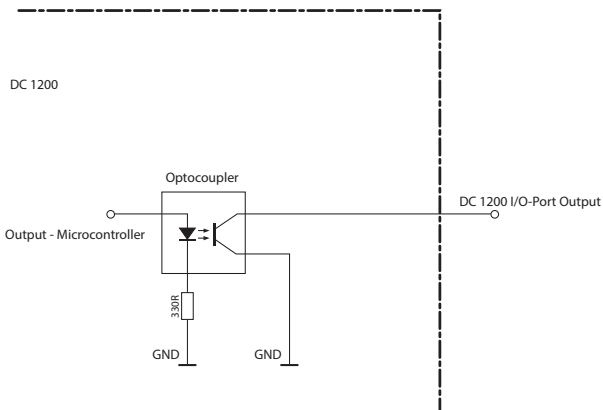 DC 1200
Optocoupler
DC 1200 I/O-Port Output
Output - Microcontroller
330R
GND
GND